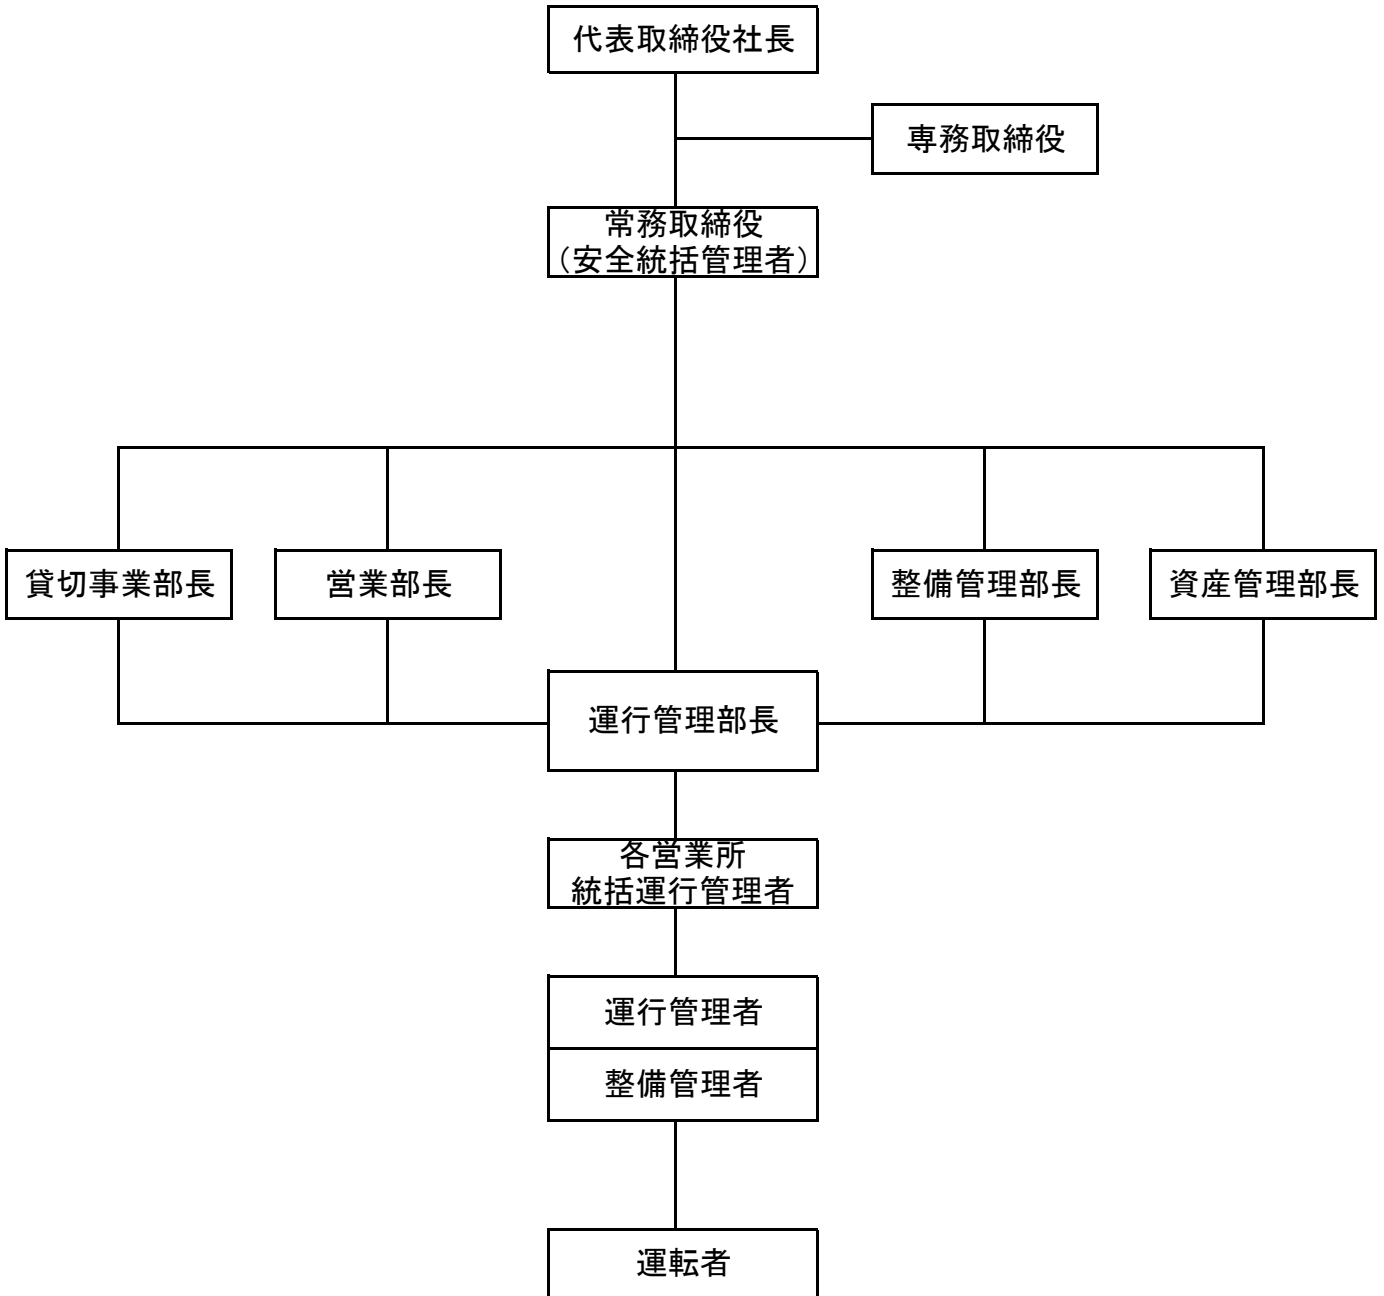 代表取締役社長
専務取締役
常務取締役
（安全統括管理者）
貸切事業部長
営業部長
整備管理部長
資産管理部長
運行管理部長
各営業所
統括運行管理者
運行管理者
整備管理者
運転者